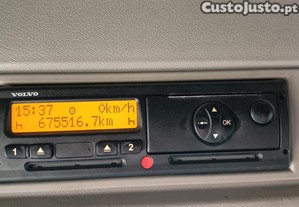 CustoJusto.pt
VOLVO
15:37 0km/h
h 675516.7km h
1 2
OK